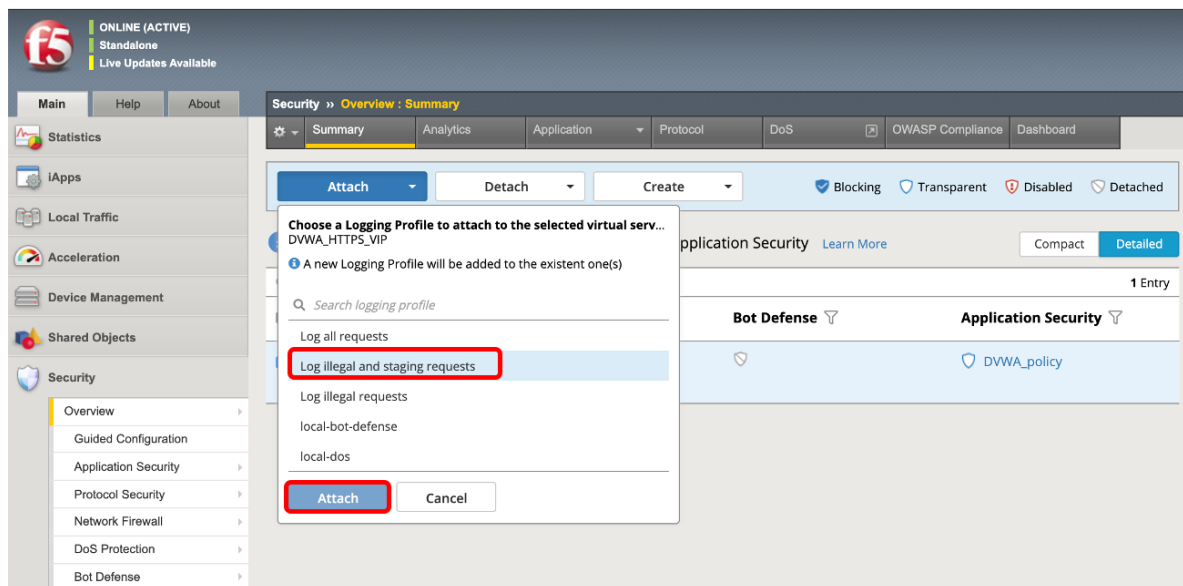 f5
ONLINE (ACTIVE)
Standalone
Live Updates Available
Main Help About
Security » Overview : Summary
Summary Analytics Application Protocol DoS OWASP Compliance Dashboard
Statistics
iApps
Local Traffic
Acceleration
Device Management
Shared Objects
Security
Overview
Guided Configuration
Application Security
Protocol Security
Network Firewall
DoS Protection
Bot Defense
Attach Detach Create Blocking Transparent Disabled Detached
Choose a Logging Profile to attach to the selected virtual serv...
DVWA_HTTPS_VIP
A new Logging Profile will be added to the existent one(s)
Search logging profile
Log all requests
Log illegal and staging requests
Log illegal requests
local-bot-defense
local-dos
Attach Cancel
pplication Security Learn More Compact Detailed
1 Entry
Bot Defense Application Security
DVWA_policy